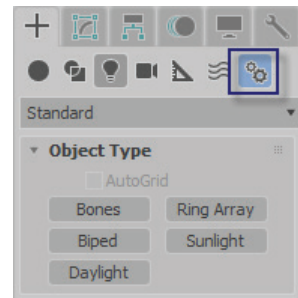 Standard
Object Type
AutoGrid
Bones Ring Array
Biped Sunlight
Daylight